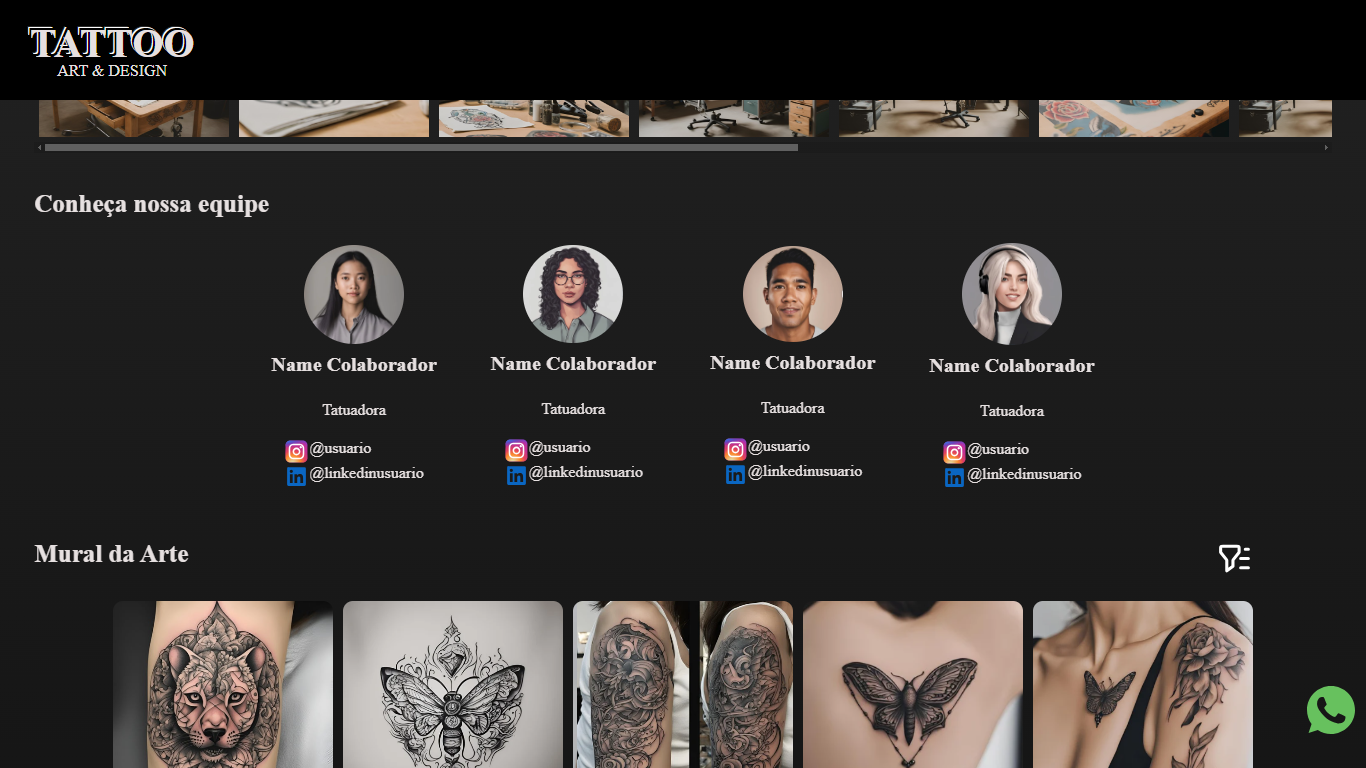 TATTOO
ART & DESIGN
Conheça nossa equipe
Name Colaborador
Tatuadora
@usuario
@linkedinusuario
Name Colaborador
Tatuadora
@usuario
@linkedinusuario
Name Colaborador
Tatuadora
@usuario
@linkedinusuario
Name Colaborador
Tatuadora
@usuario
@linkedinusuario
Mural da Arte